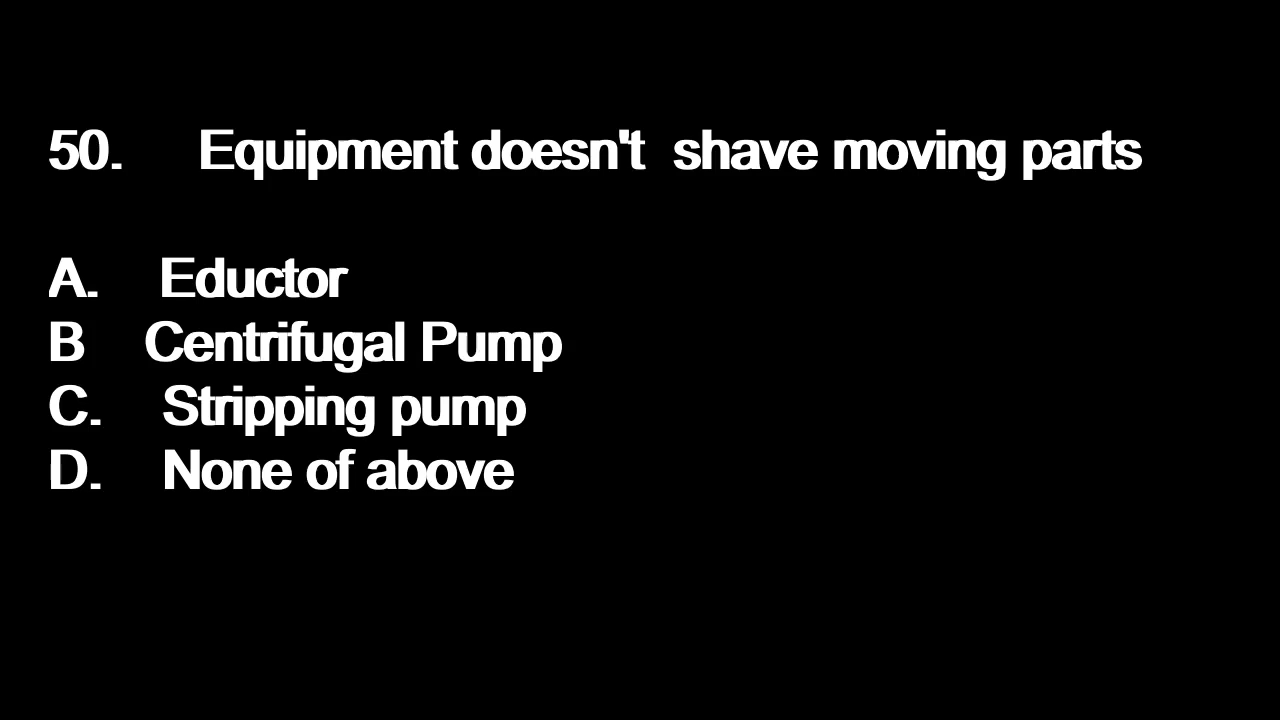 50. Equipment doesn't shave moving parts
A. Eductor
B Centrifugal Pump
C. Stripping pump
D. None of above